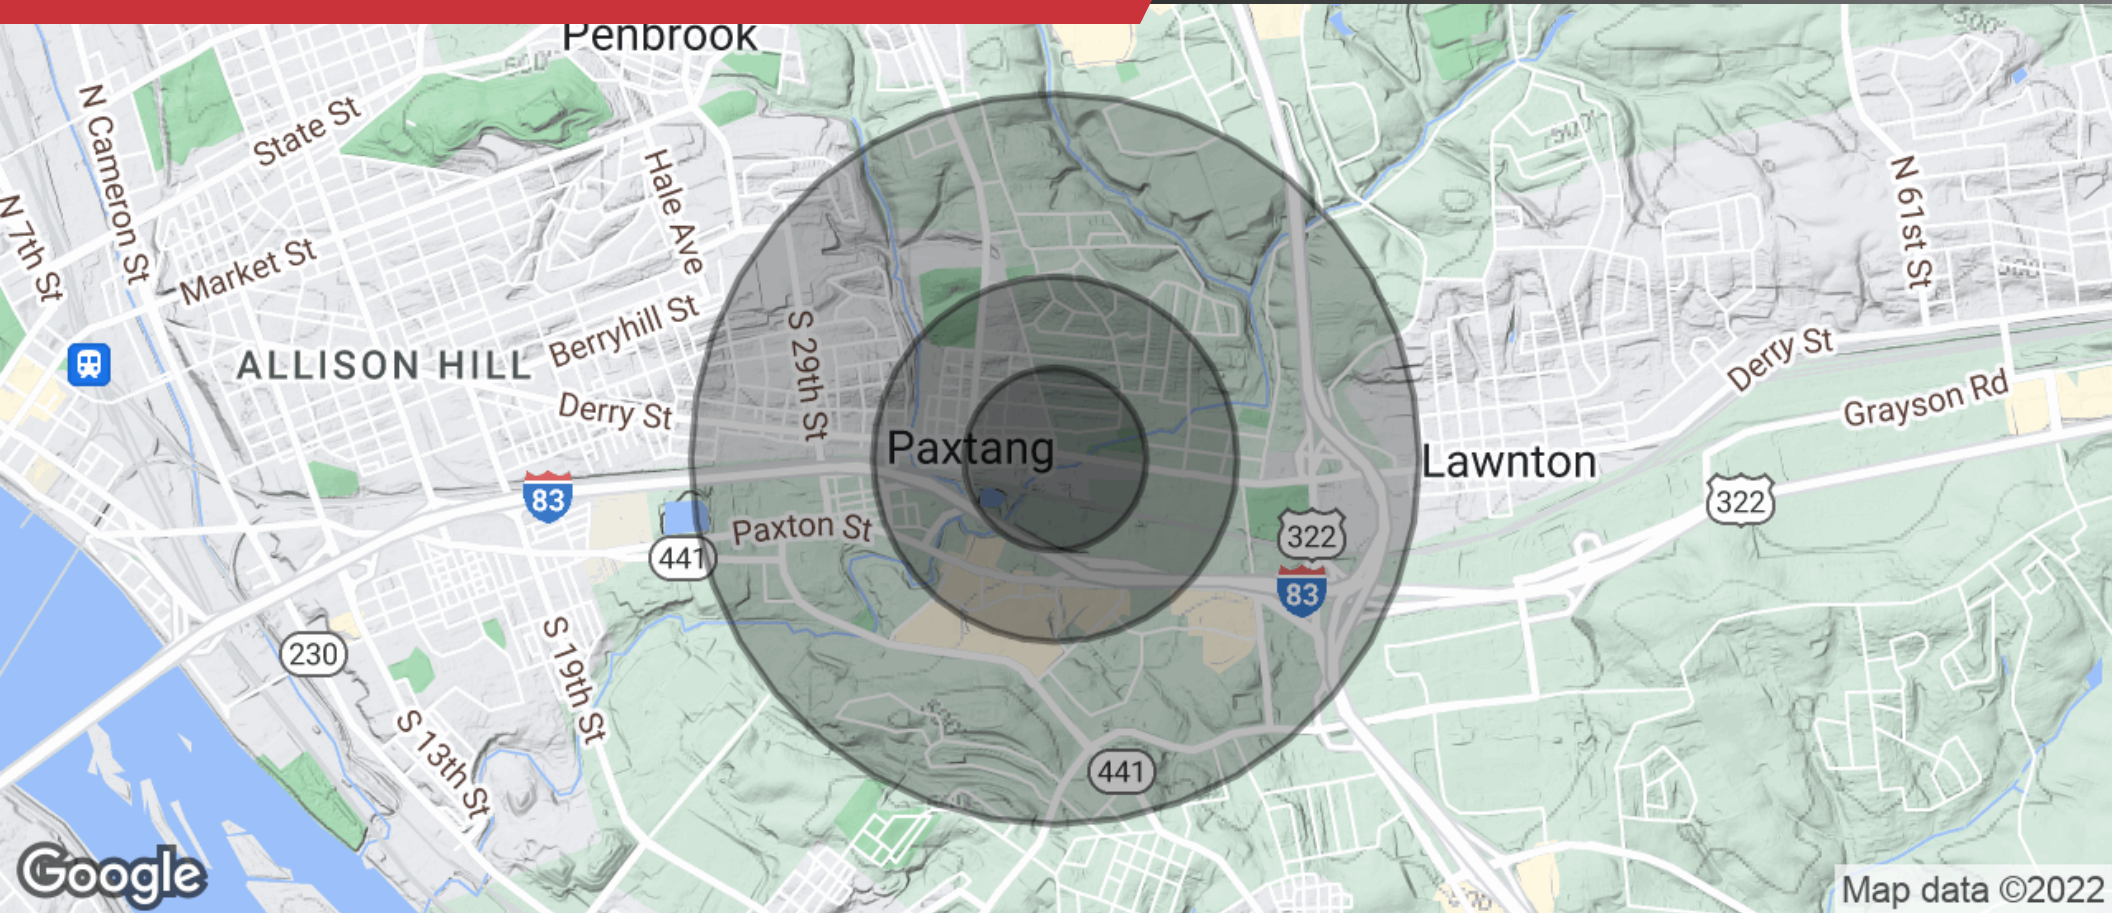 Penbrook
500'
500'
N Cameron St
State St
Hale Ave
N 7th St
Market St
N 61st St
Berryhill St
S 29th St
ALLISON HILL
Derry St
Derry St
Grayson Rd
Paxtang
Lawnton
83
322
Paxton St
322
441
83
230
S 19th St
S 13th St
441
Google
Map data ©2022